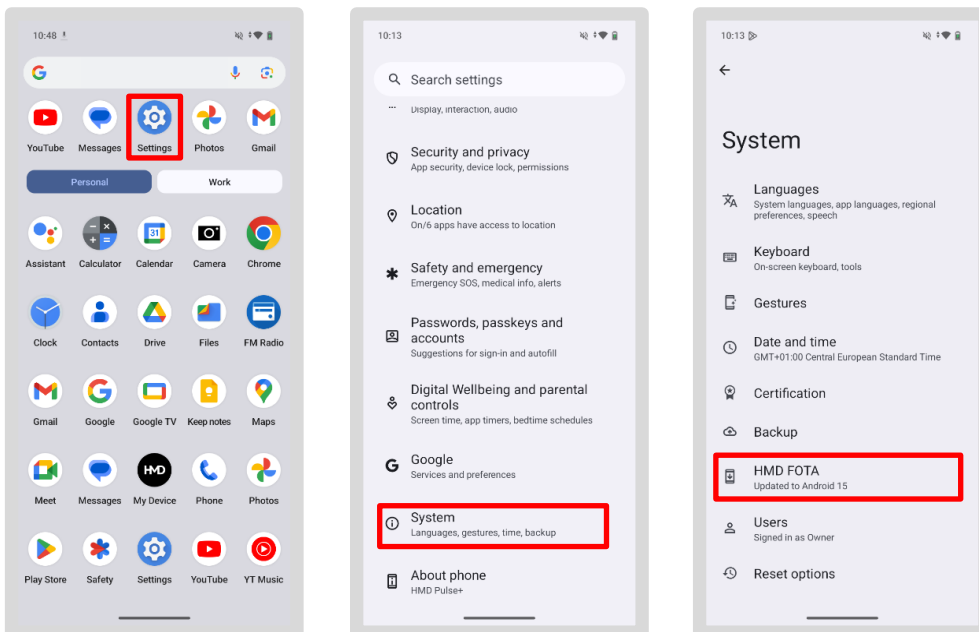 10:48
YouTube
Messages
Settings
Photos
Gmail
Personal
Work
31
Assistant
Calculator
Calendar
Camera
Chrome
Clock
Contacts
Drive
Files
FM Radio
Gmail
Google
Google TV
Keep notes
Maps
HMD
Meet
Messages
My Device
Phone
Photos
Play Store
Safety
Settings
YouTube
YT Music
10:13
Search settings
Display, interaction, audio
Security and privacy
App security, device lock, permissions
Location
On/6 apps have access to location
Safety and emergency
Emergency SOS, medical info, alerts
Passwords, passkeys and
accounts
Suggestions for sign-in and autofill
Digital Wellbeing and parental
controls
Screen time, app timers, bedtime schedules
Google
Services and preferences
System
Languages, gestures, time, backup
About phone
HMD Pulse+
10:13
System
Languages
System languages, app languages, regional
preferences, speech
Keyboard
On-screen keyboard, tools
Gestures
Date and time
GMT+01:00 Central European Standard Time
Certification
Backup
HMD FOTA
Updated to Android 15
Users
Signed in as Owner
Reset options